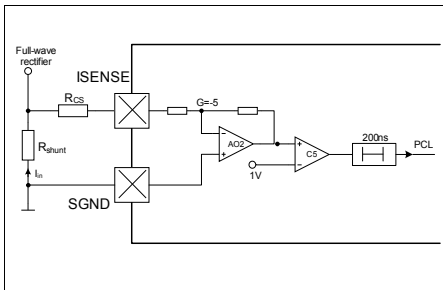 Full-wave
rectifier
ISENSE
RCS
G=-5
Rshunt
Iin
SGND
AO2
1V
C5
200ns
PCL